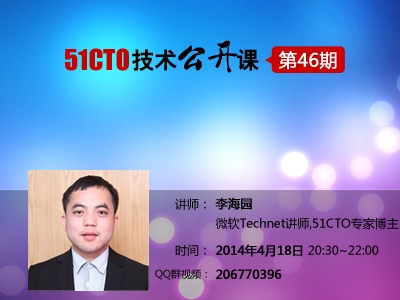 51CTO技术公开课 第46期
讲师： 李海园
微软Technet讲师,51CTO专家博主
时间： 2014年4月18日 20:30~22:00
QQ群视频： 206770396